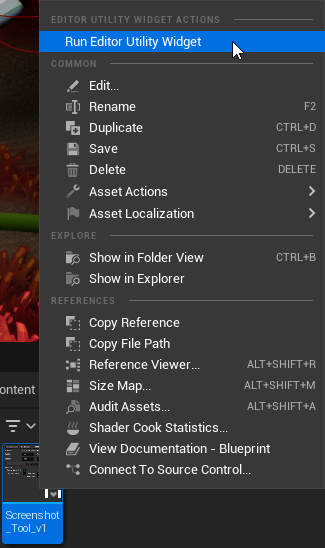 EDITOR UTILITY WIDGET ACTIONS
Run Editor Utility Widget
COMMON
Edit...
Rename F2
Duplicate CTRL+D
Save CTRL+S
Delete DELETE
Asset Actions
Asset Localization
EXPLORE
Show in Folder View CTRL+B
Show in Explorer
REFERENCES
Copy Reference
Copy File Path
Reference Viewer... ALT+SHIFT+R
Size Map... ALT+SHIFT+M
Audit Assets... ALT+SHIFT+A
Shader Cook Statistics...
View Documentation - Blueprint
Connect To Source Control...
ontent
Screenshot
_Tool_v1